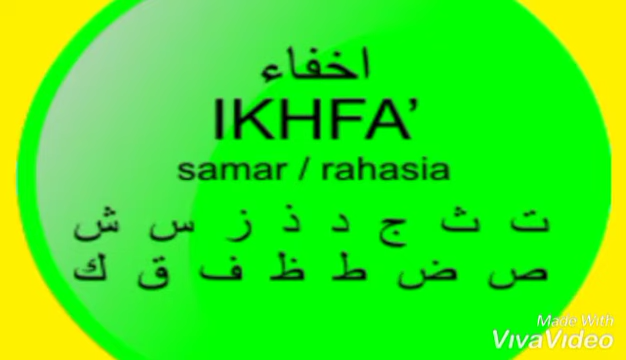 اخفاء
IKHFA’
samar / rahasia
ت ث ج د ذ ز س ش
ص ض ط ظ ف ق ك
Made With
VivaVideo